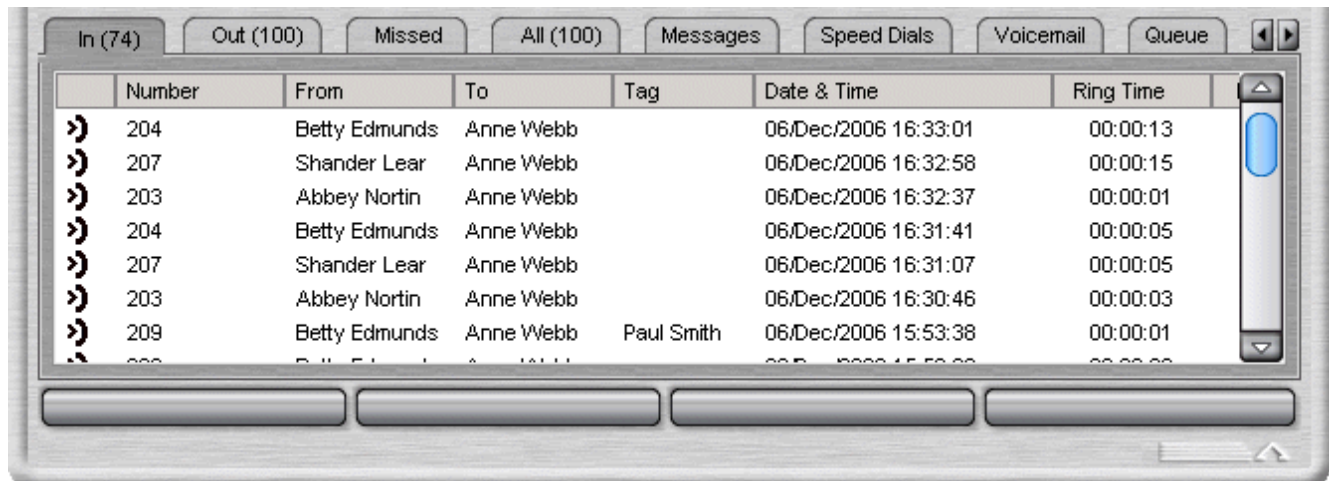 In (74) Out (100) Missed All (100) Messages Speed Dials Voicemail Queue
Number From To Tag Date & Time Ring Time
204 Betty Edmunds Anne Webb 06/Dec/2006 16:33:01 00:00:13
207 Shander Lear Anne Webb 06/Dec/2006 16:32:58 00:00:15
203 Abbey Nortin Anne Webb 06/Dec/2006 16:32:37 00:00:01
204 Betty Edmunds Anne Webb 06/Dec/2006 16:31:41 00:00:05
207 Shander Lear Anne Webb 06/Dec/2006 16:31:07 00:00:05
203 Abbey Nortin Anne Webb 06/Dec/2006 16:30:46 00:00:03
209 Betty Edmunds Anne Webb Paul Smith 06/Dec/2006 15:53:38 00:00:01